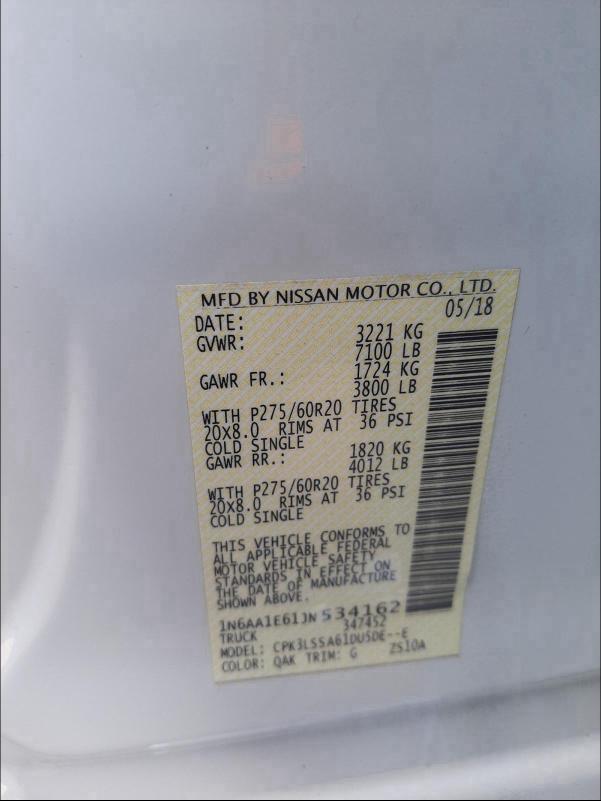 MFD BY NISSAN MOTOR CO., LTD.
DATE: 05/18
GVWR: 3221 KG
7100 LB
GAWR FR.: 1724 KG
3800 LB
WITH P275/60R20 TIRES
20x8.0 RIMS AT 36 PSI
COLD SINGLE
GAWR RR.: 1820 KG
4012 LB
WITH P275/60R20 TIRES
20x8.0 RIMS AT 36 PSI
COLD SINGLE
THIS VEHICLE CONFORMS TO
ALL APPLICABLE FEDERAL
MOTOR VEHICLE SAFETY
STANDARDS IN EFFECT ON
THE DATE OF MANUFACTURE
SHOWN ABOVE.
1N6AA1E61JN534162
TRUCK 347452
MODEL: CPK3LSSA61DU5DE--E
COLOR: QAK TRIM: G ZS10A